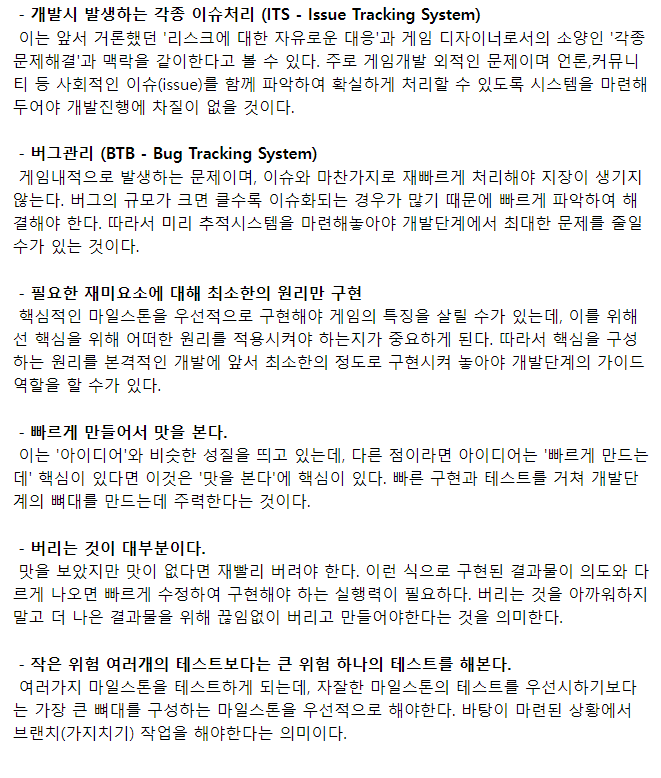 - 개발시 발생하는 각종 이슈처리 (ITS - Issue Tracking System)
이는 앞서 거론했던 '리스크에 대한 자유로운 대응'과 게임 디자이너로서의 소양인 '각종
문제해결'과 맥락을 같이한다고 볼 수 있다. 주로 게임개발 외적인 문제이며 언론,커뮤니
티 등 사회적인 이슈(issue)를 함께 파악하여 확실하게 처리할 수 있도록 시스템을 마련해
두어야 개발진행에 차질이 없을 것이다.
- 버그관리 (BTB - Bug Tracking System)
게임내적으로 발생하는 문제이며, 이슈와 마찬가지로 재빠르게 처리해야 지장이 생기지
않는다. 버그의 규모가 크면 클수록 이슈화되는 경우가 많기 때문에 빠르게 파악하여 해
결해야 한다. 따라서 미리 추적시스템을 마련해놓아야 개발단계에서 최대한 문제를 줄일
수가 있는 것이다.
- 필요한 재미요소에 대해 최소한의 원리만 구현
핵심적인 마일스톤을 우선적으로 구현해야 게임의 특징을 살릴 수가 있는데, 이를 위해
선 핵심을 위해 어떠한 원리를 적용시켜야 하는지가 중요하게 된다. 따라서 핵심을 구성
하는 원리를 본격적인 개발에 앞서 최소한의 정도로 구현시켜 놓아야 개발단계의 가이드
역할을 할 수가 있다.
- 빠르게 만들어서 맛을 본다.
이는 '아이디어'와 비슷한 성질을 띄고 있는데, 다른 점이라면 아이디어는 '빠르게 만드는
데' 핵심이 있다면 이것은 '맛을 본다'에 핵심이 있다. 빠른 구현과 테스트를 거쳐 개발단
계의 뼈대를 만드는데 주력한다는 것이다.
- 버리는 것이 대부분이다.
맛을 보았지만 맛이 없다면 재빨리 버려야 한다. 이런 식으로 구현된 결과물이 의도와 다
르게 나오면 빠르게 수정하여 구현해야 하는 실행력이 필요하다. 버리는 것을 아까워하지
말고 더 나은 결과물을 위해 끊임없이 버리고 만들어야한다는 것을 의미한다.
- 작은 위험 여러개의 테스트보다는 큰 위험 하나의 테스트를 해본다.
여러가지 마일스톤을 테스트하게 되는데, 자잘한 마일스톤의 테스트를 우선시하기보다
는 가장 큰 뼈대를 구성하는 마일스톤을 우선적으로 해야한다. 바탕이 마련된 상황에서
브랜치(가지치기) 작업을 해야한다는 의미이다.